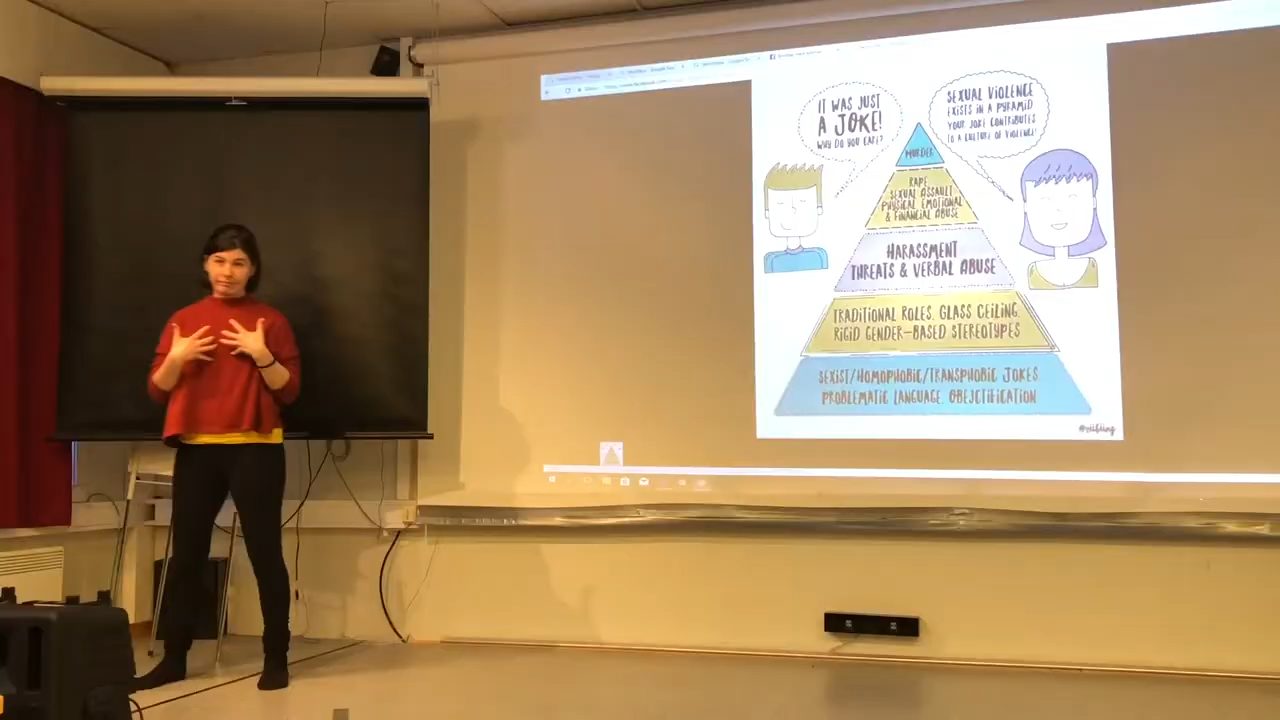 IT WAS JUST
A JOKE!
WHY DO YOU CARE?
SEXUAL VIOLENCE
EXISTS IN A PYRAMID
YOUR JOKE CONTRIBUTES
TO A CULTURE OF VIOLENCE!
MURDER
RAPE
SEXUAL ASSAULT
PHYSICAL, EMOTIONAL
& FINANCIAL ABUSE
HARASSMENT
THREATS & VERBAL ABUSE
TRADITIONAL ROLES, GLASS CEILING,
RIGID GENDER-BASED STEREOTYPES
SEXIST/HOMOPHOBIC/TRANSPHOBIC JOKES,
PROBLEMATIC LANGUAGE, OBEJCTIFICATION